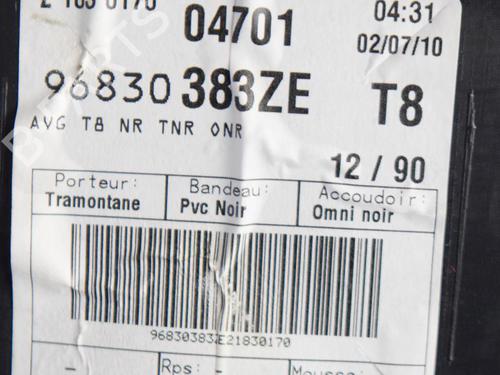 04701
04:31
02/07/10
96830 383ZE T8
AVG T8 NR TNR ONR
12 / 90
Porteur: Bandeau: Accoudoir:
Tramontane Pvc Noir Omni noir
96830383ZE21830170
- Rps: Mousse: